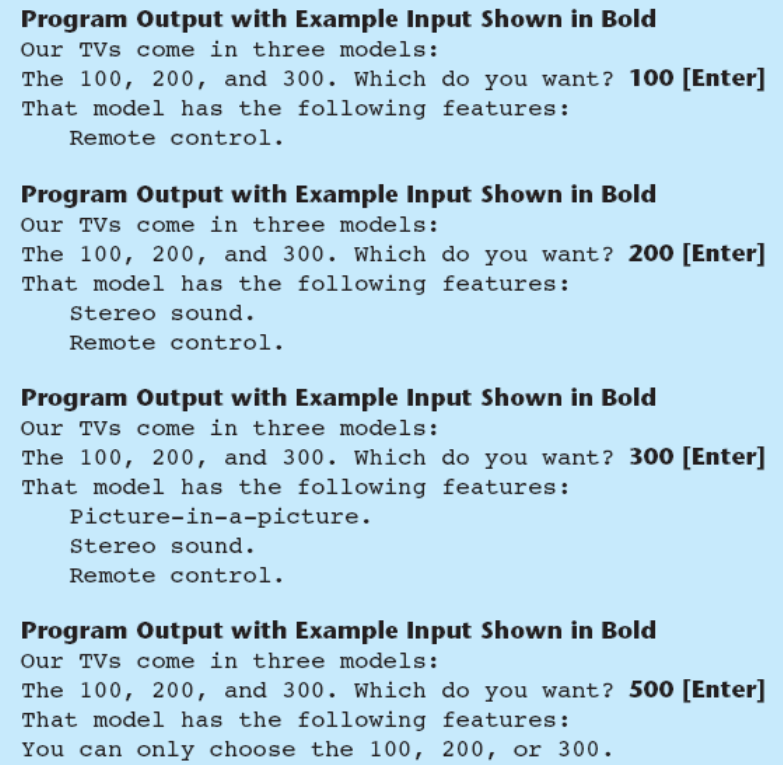 Program Output with Example Input Shown in Bold
Our TVs come in three models:
The 100, 200, and 300. Which do you want? 100 [Enter]
That model has the following features:
Remote control.
Program Output with Example Input Shown in Bold
Our TVs come in three models:
The 100, 200, and 300. Which do you want? 200 [Enter]
That model has the following features:
Stereo sound.
Remote control.
Program Output with Example Input Shown in Bold
Our TVs come in three models:
The 100, 200, and 300. Which do you want? 300 [Enter]
That model has the following features:
Picture-in-a-picture.
Stereo sound.
Remote control.
Program Output with Example Input Shown in Bold
Our TVs come in three models:
The 100, 200, and 300. Which do you want? 500 [Enter]
That model has the following features:
You can only choose the 100, 200, or 300.